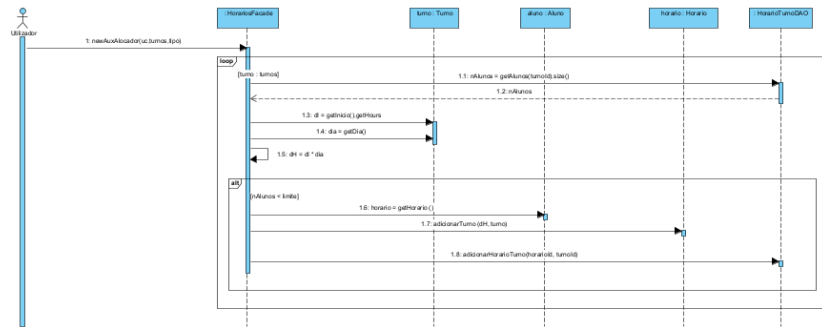 : HorariosFacade
turno : Turno
aluno : Aluno
horario : Horario
: HorarioTurnoDAO
Utilizador
1: newAuxAlocador(uc,turnos,tipo)
loop
[turno : turnos]
1.1: nAlunos = getAlunos(turnoId).size()
1.2: nAlunos
1.3: dI = getInicio().getHours
1.4: dia = getDia()
1.5: dH = dI * dia
alt
[nAlunos < limite]
1.6: horario = getHorario()
1.7: adicionarTurno(dH, turno)
1.8: adicionarHorarioTurno(horarioId, turnoId)